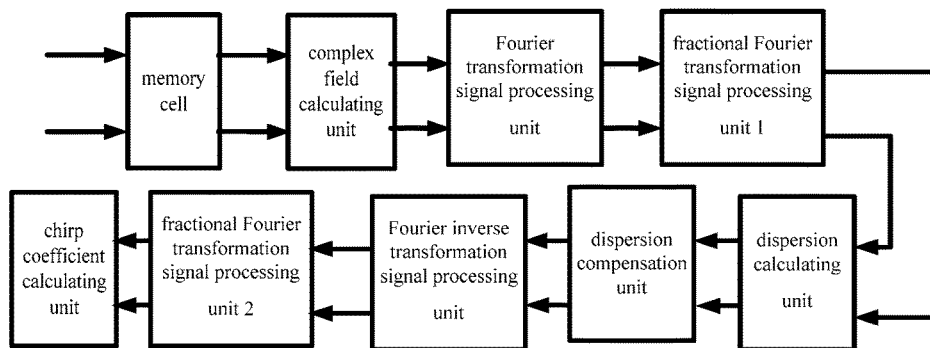 memory
cell
complex
field
calculating
unit
Fourier
transformation
signal processing
unit
fractional Fourier
transformation
signal processing
unit 1
chirp
coefficient
calculating
unit
fractional Fourier
transformation
signal processing
unit 2
Fourier inverse
transformation
signal processing
unit
dispersion
compensation
unit
dispersion
calculating
unit